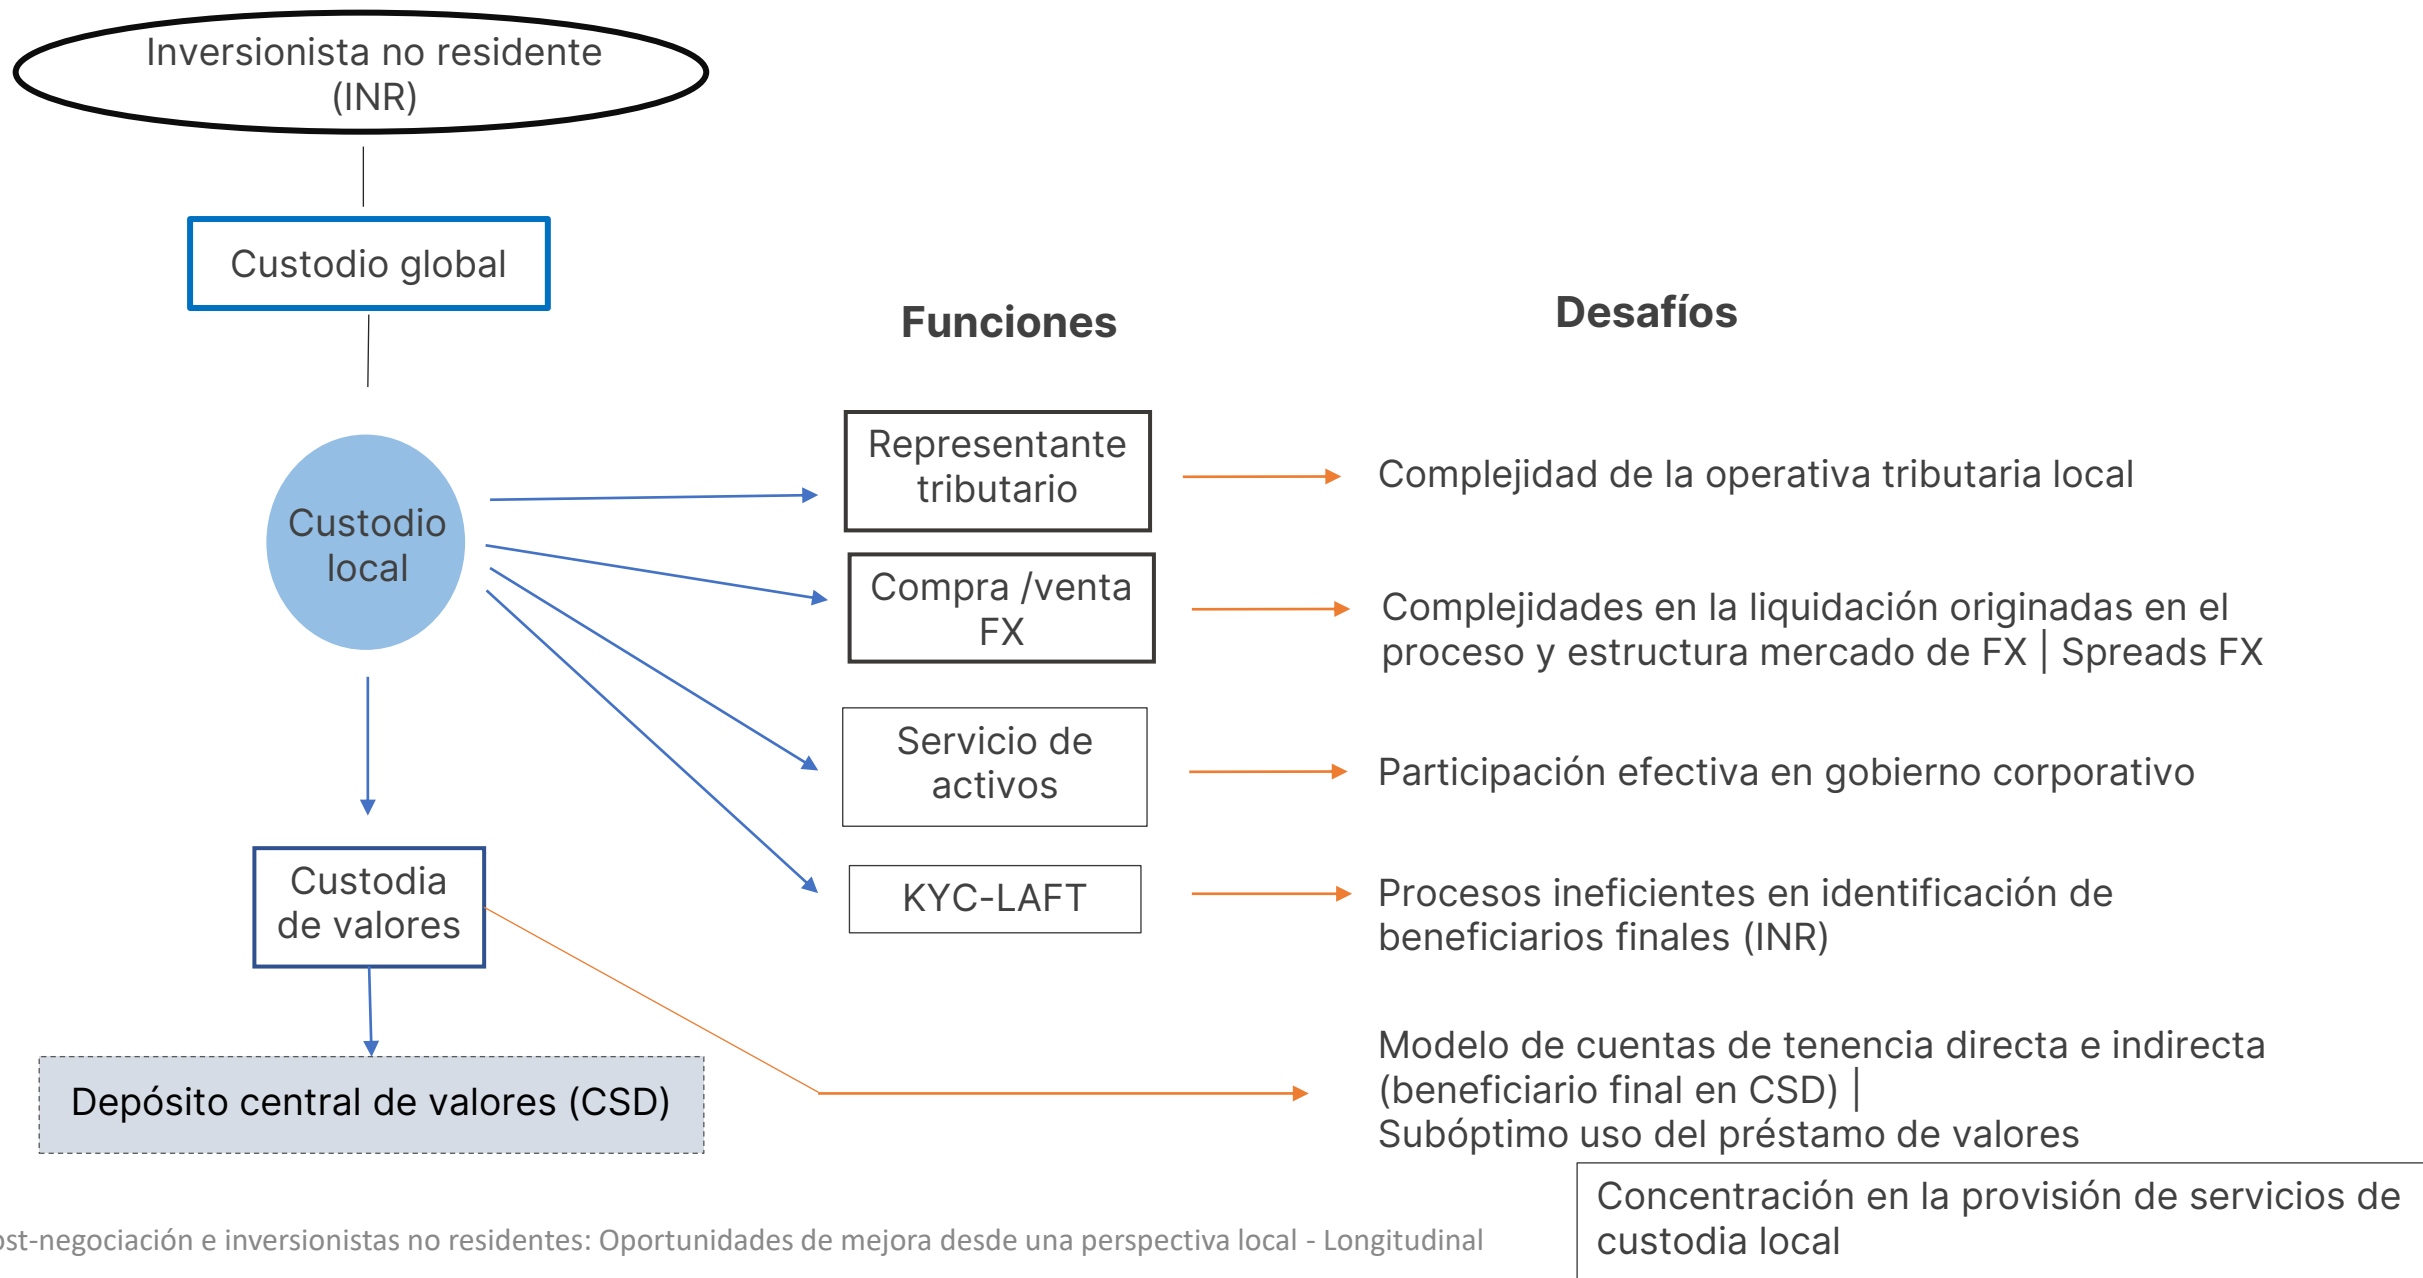 Inversionista no residente
(INR)
Custodio global
Funciones
Desafíos
Custodio
local
Representante
tributario
Complejidad de la operativa tributaria local
Compra /venta
FX
Complejidades en la liquidación originadas en el
proceso y estructura mercado de FX | Spreads FX
Servicio de
activos
Participación efectiva en gobierno corporativo
KYC-LAFT
Procesos ineficientes en identificación de
beneficiarios finales (INR)
Custodia
de valores
Modelo de cuentas de tenencia directa e indirecta
(beneficiario final en CSD) |
Subóptimo uso del préstamo de valores
Depósito central de valores (CSD)
Concentración en la provisión de servicios de
custodia local
ost-negociación e inversionistas no residentes: Oportunidades de mejora desde una perspectiva local - Longitudinal